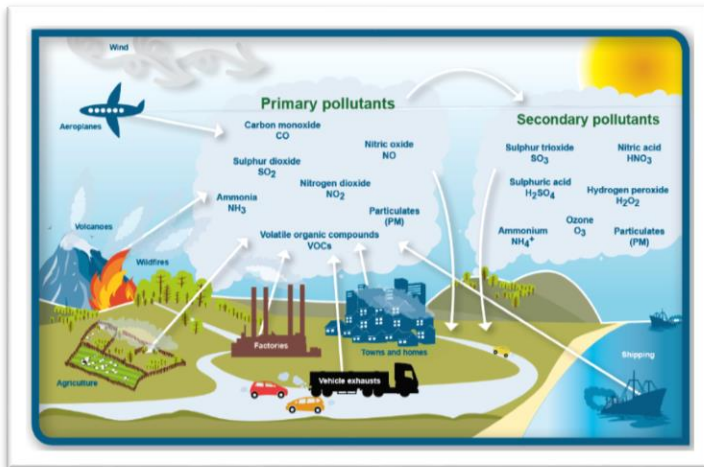 Wind
Aeroplanes
Primary pollutants
Carbon monoxide
CO
Nitric oxide
NO
Sulphur dioxide
SO₂
Nitrogen dioxide
NO₂
Ammonia
NH₃
Particulates
(PM)
Volatile organic compounds
VOCs
Secondary pollutants
Sulphur trioxide
SO₃
Nitric acid
HNO₃
Sulphuric acid
H₂SO₄
Hydrogen peroxide
H₂O₂
Ozone
O₃
Ammonium
NH₄⁺
Particulates
(PM)
Volcanoes
Wildfires
Agriculture
Factories
Towns and homes
Vehicle exhausts
Shipping